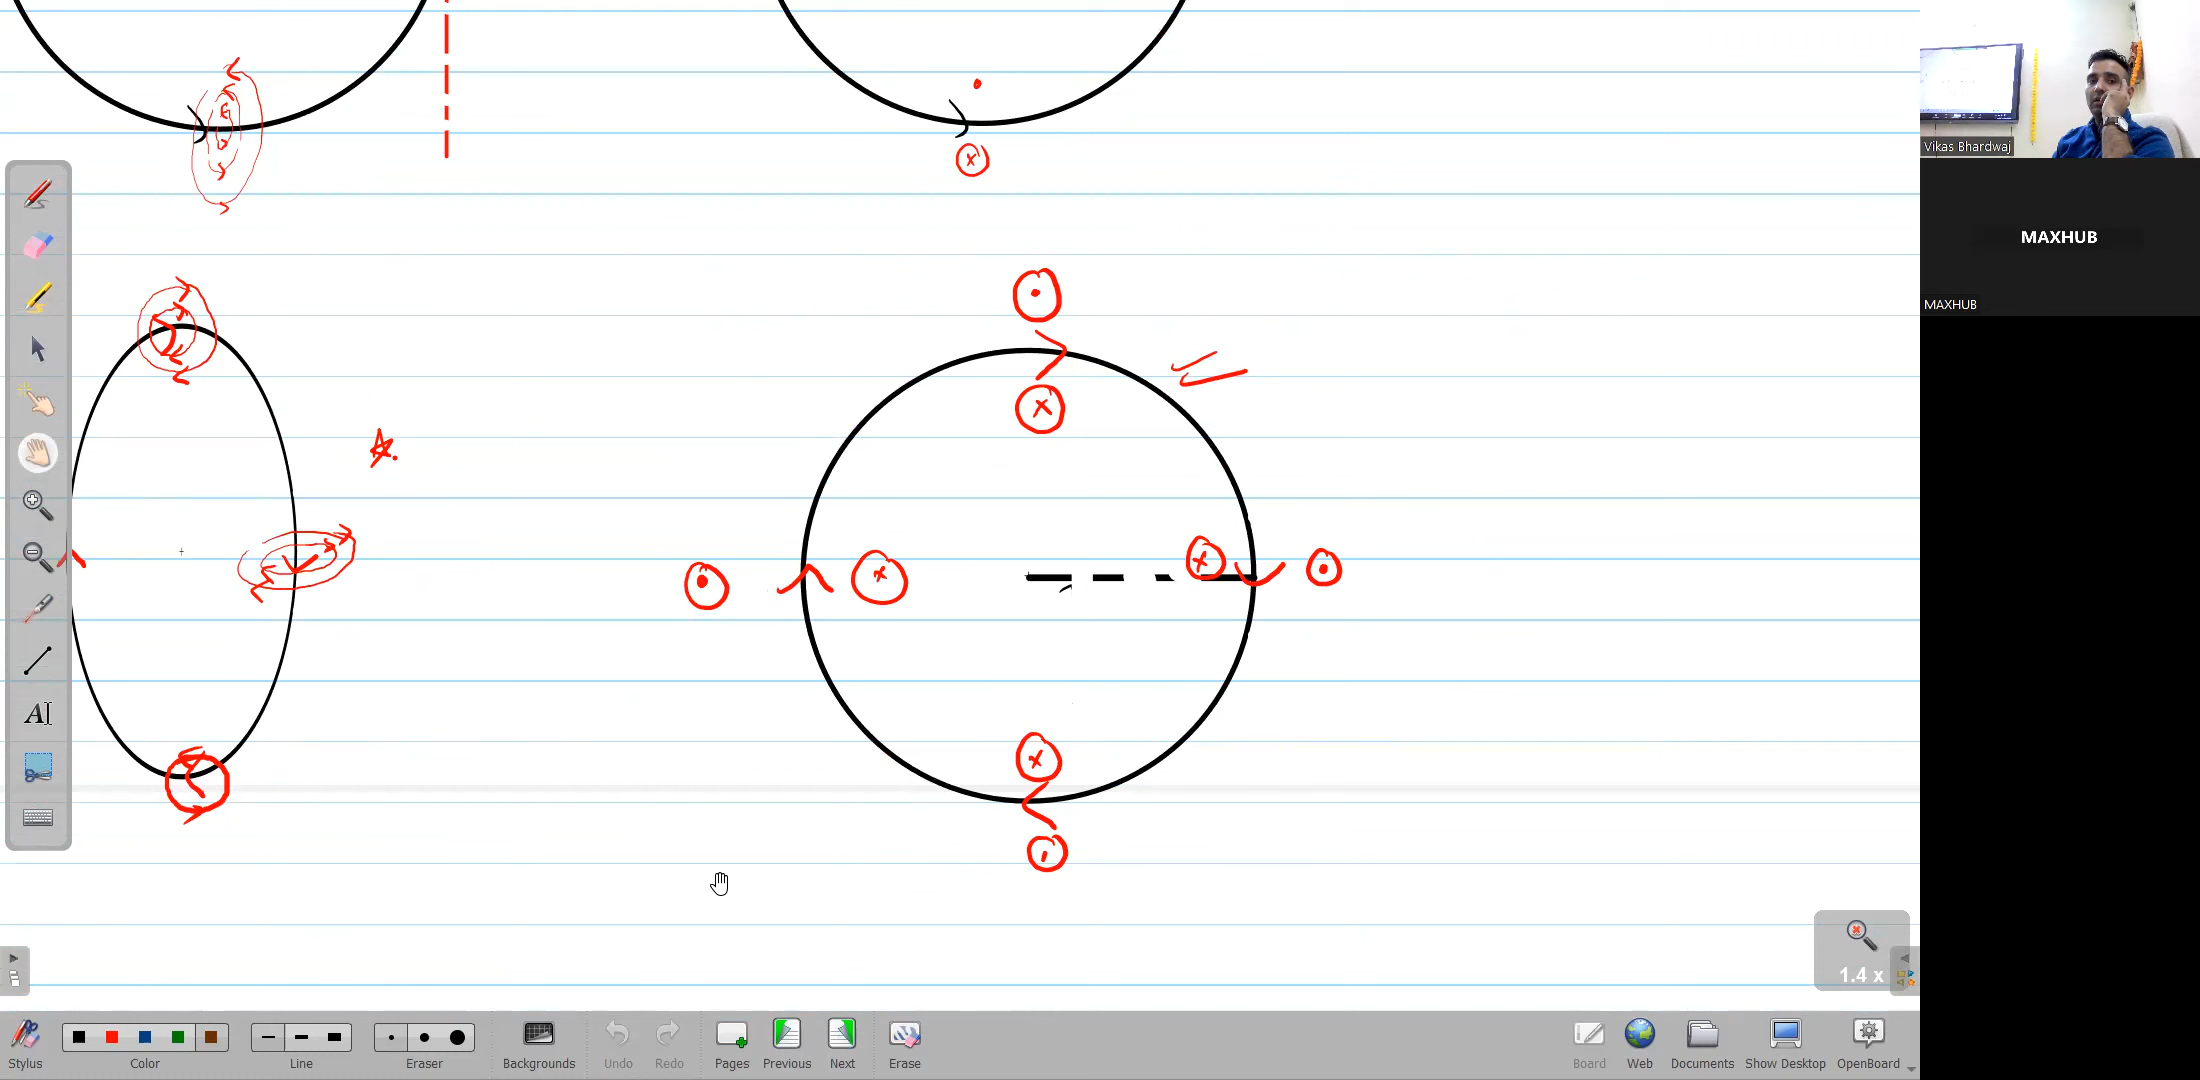 Vikas Bhardwaj
MAXHUB
MAXHUB
AI
1.4 x
Stylus
Color
Line
Eraser
Backgrounds
Undo
Redo
Pages
Previous
Next
Erase
Board
Web
Documents
Show Desktop
OpenBoard